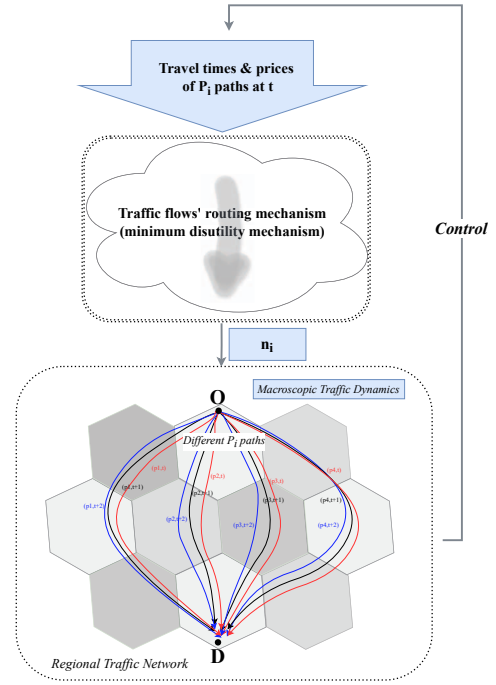 Travel times & prices
of Pi paths at t
Traffic flows' routing mechanism
(minimum disutility mechanism)
Control
ni
Macroscopic Traffic Dynamics
O
Different Pi paths
(p1,t)
(p2,t)
(p3,t)
(p4,t)
(p1,t+1)
(p2,t+1)
(p3,t+1)
(p4,t+1)
(p1,t+2)
(p2,t+2)
(p3,t+2)
(p4,t+2)
D
Regional Traffic Network